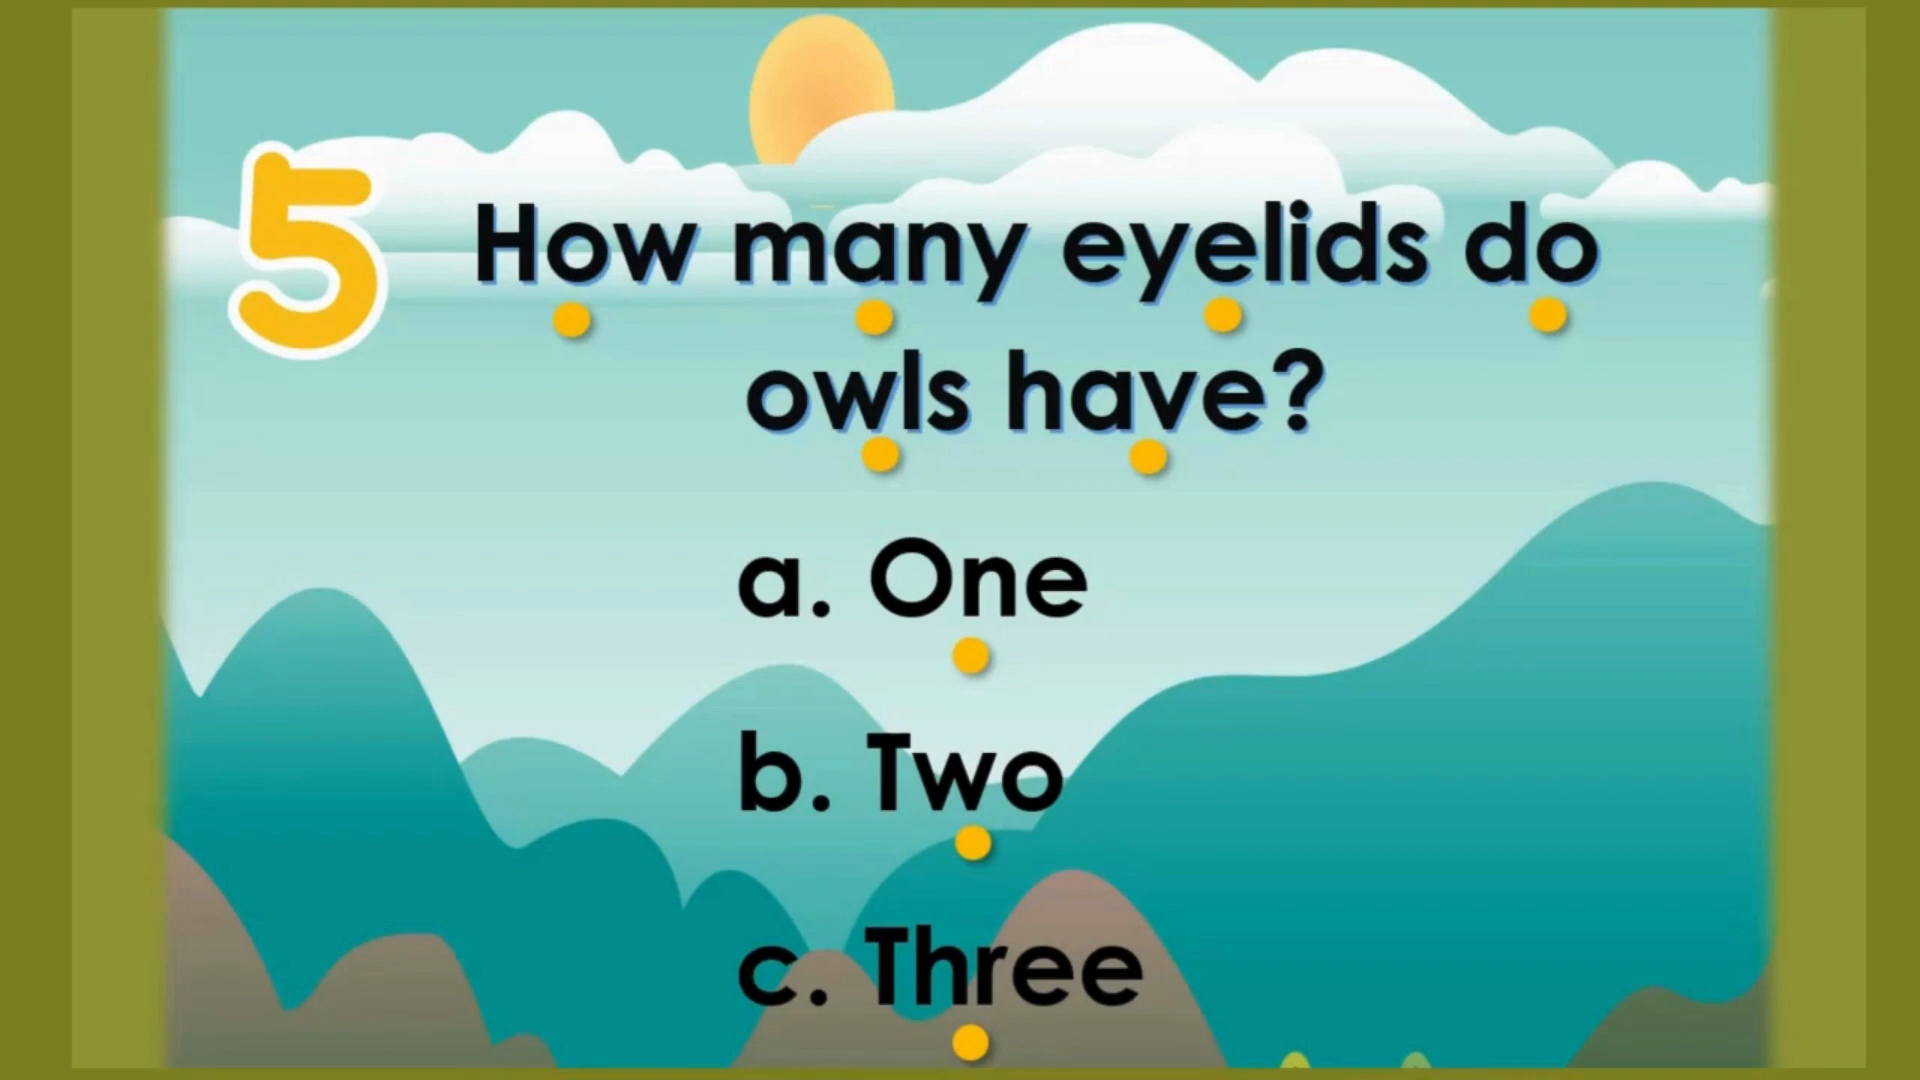 5
How many eyelids do
owls have?
a. One
b. Two
c. Three